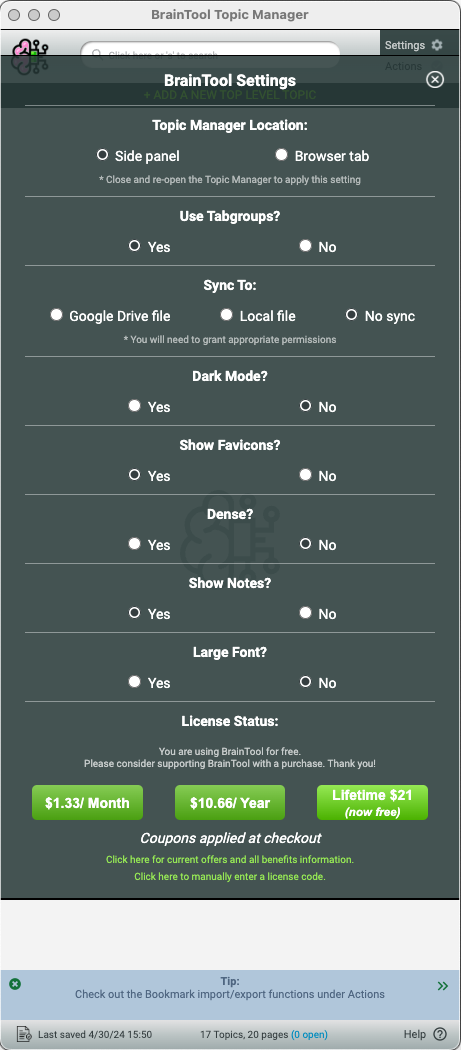 BrainTool Topic Manager
Click here or 's' to search
Settings
Actions
BrainTool Settings
+ ADD A NEW TOP LEVEL TOPIC
Topic Manager Location:
Side panel
Browser tab
* Close and re-open the Topic Manager to apply this setting
Use Tabgroups?
Yes
No
Sync To:
Google Drive file
Local file
No sync
* You will need to grant appropriate permissions
Dark Mode?
Yes
No
Show Favicons?
Yes
No
Dense?
Yes
No
Show Notes?
Yes
No
Large Font?
Yes
No
License Status:
You are using BrainTool for free.
Please consider supporting BrainTool with a purchase. Thank you!
$1.33/ Month
$10.66/ Year
Lifetime $21
(now free)
Coupons applied at checkout
Click here for current offers and all benefits information.
Click here to manually enter a license code.
Tip:
Check out the Bookmark import/export functions under Actions
Last saved 4/30/24 15:50
17 Topics, 20 pages (0 open)
Help